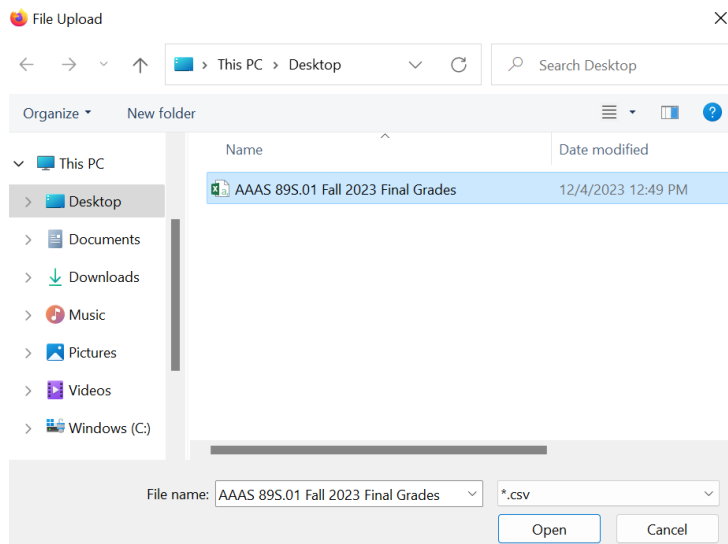 File Upload
This PC > Desktop
Search Desktop
Organize
New folder
?
Name
Date modified
This PC
Desktop
Documents
Downloads
Music
Pictures
Videos
Windows (C:)
AAAS 89S.01 Fall 2023 Final Grades 12/4/2023 12:49 PM
File name: AAAS 89S.01 Fall 2023 Final Grades
*.csv
Open
Cancel